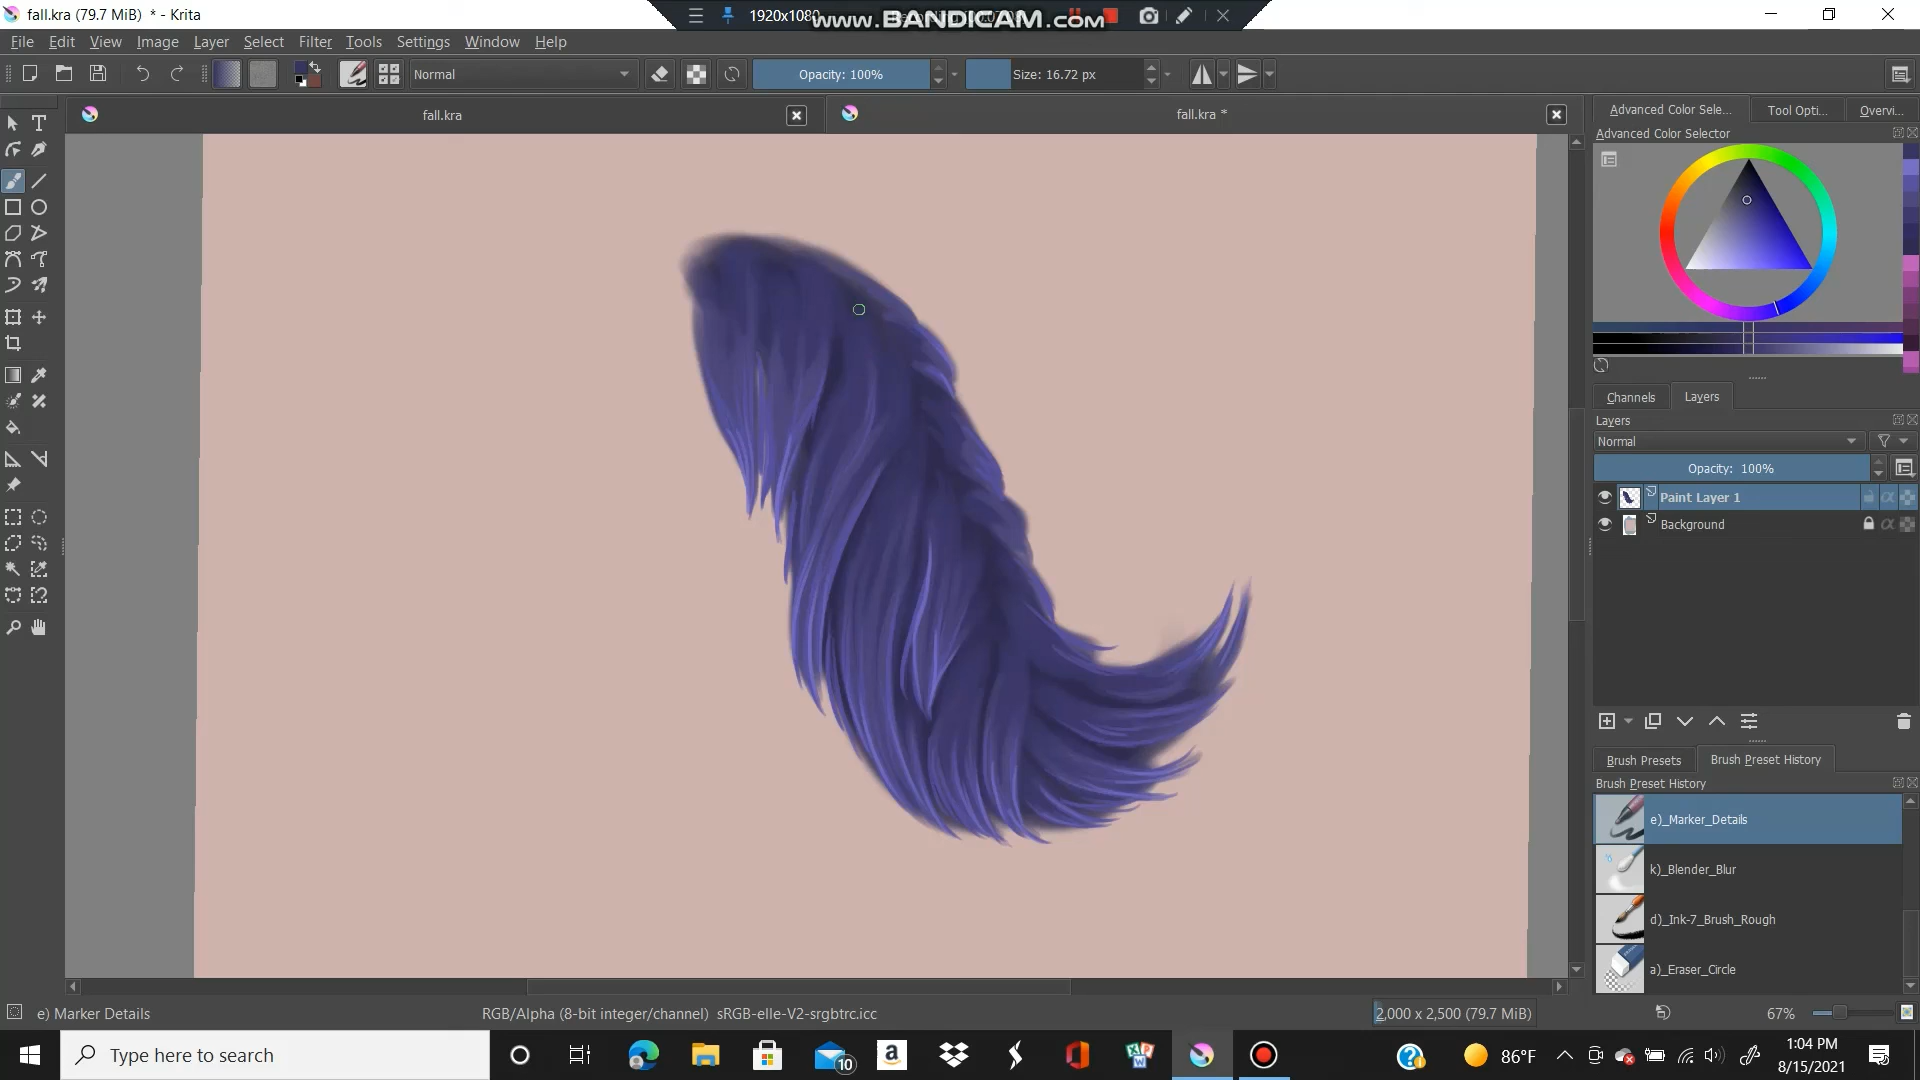 fall.kra (79.7 MiB) * - Krita
1920x1080
www.BANDICAM.com
File Edit View Image Layer Select Filter Tools Settings Window Help
Normal
Opacity: 100%
Size: 16.72 px
fall.kra
fall.kra *
Advanced Color Sele... Tool Opti... Overvi...
Advanced Color Selector
Channels Layers
Layers
Normal
Opacity: 100%
Paint Layer 1
Background
Brush Presets Brush Preset History
Brush Preset History
e)_Marker_Details
k)_Blender_Blur
d)_Ink-7_Brush_Rough
a)_Eraser_Circle
e) Marker Details
RGB/Alpha (8-bit integer/channel) sRGB-elle-V2-srgbtrc.icc
2,000 x 2,500 (79.7 MiB)
67%
Type here to search
10
86°F
1:04 PM
8/15/2021